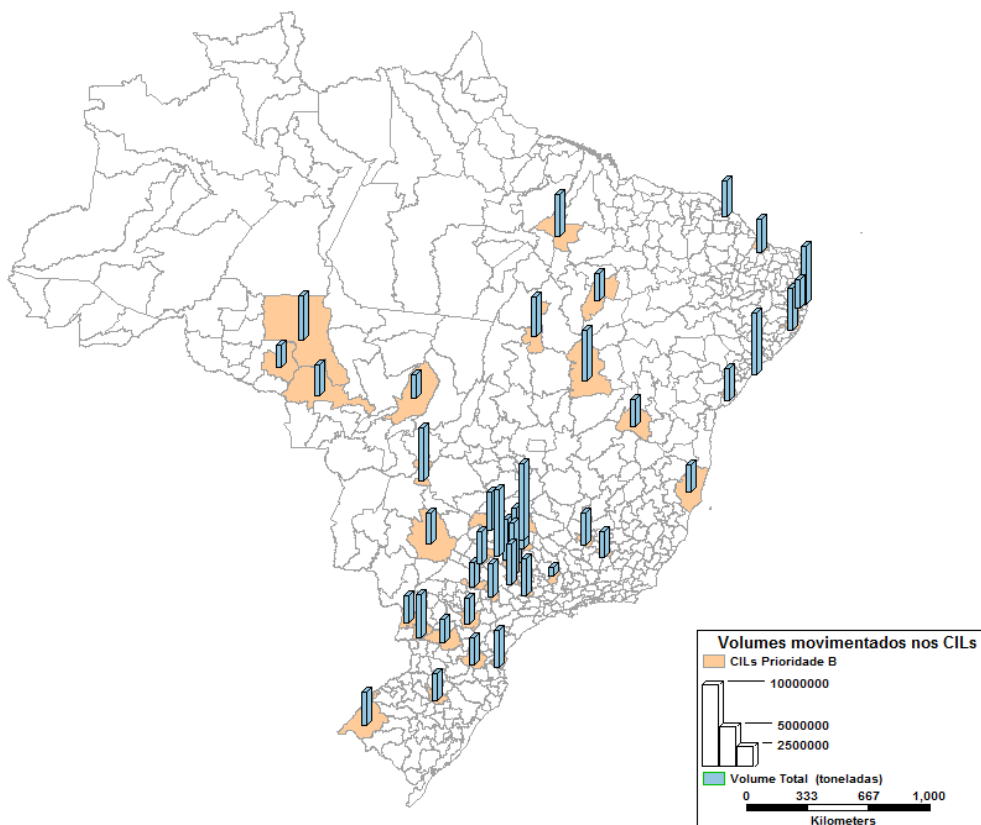 Volumes movimentados nos CILs
CILs Prioridade B
10000000
5000000
2500000
Volume Total (toneladas)
0 333 667 1,000
Kilometers